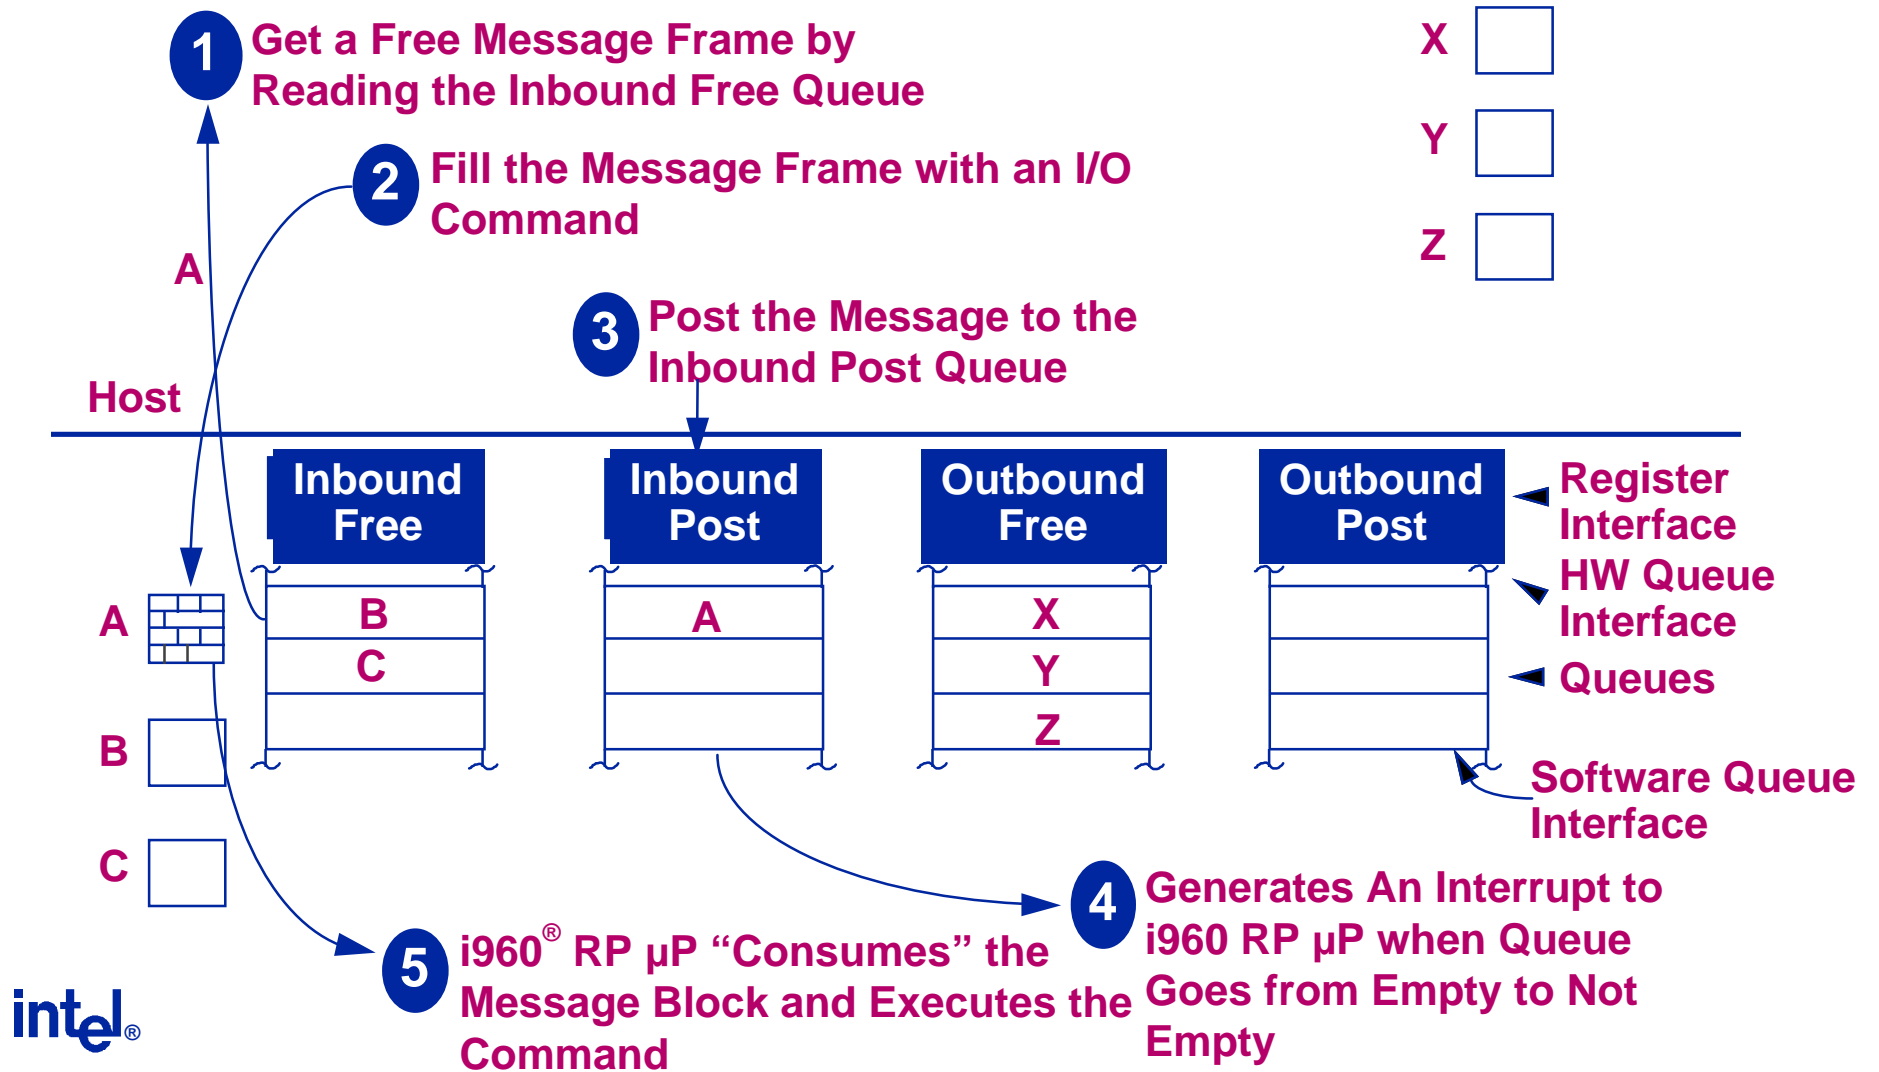 1 Get a Free Message Frame by
Reading the Inbound Free Queue
X
Y
Z
2 Fill the Message Frame with an I/O
Command
A
3 Post the Message to the
Inbound Post Queue
Host
Inbound
Free
Inbound
Post
Outbound
Free
Outbound
Post
Register
Interface
HW Queue
Interface
Queues
Software Queue
Interface
A
B
C
B
C
A
X
Y
Z
4 Generates An Interrupt to
i960 RP µP when Queue
Goes from Empty to Not
Empty
5 i960® RP µP “Consumes” the
Message Block and Executes the
Command
intel®